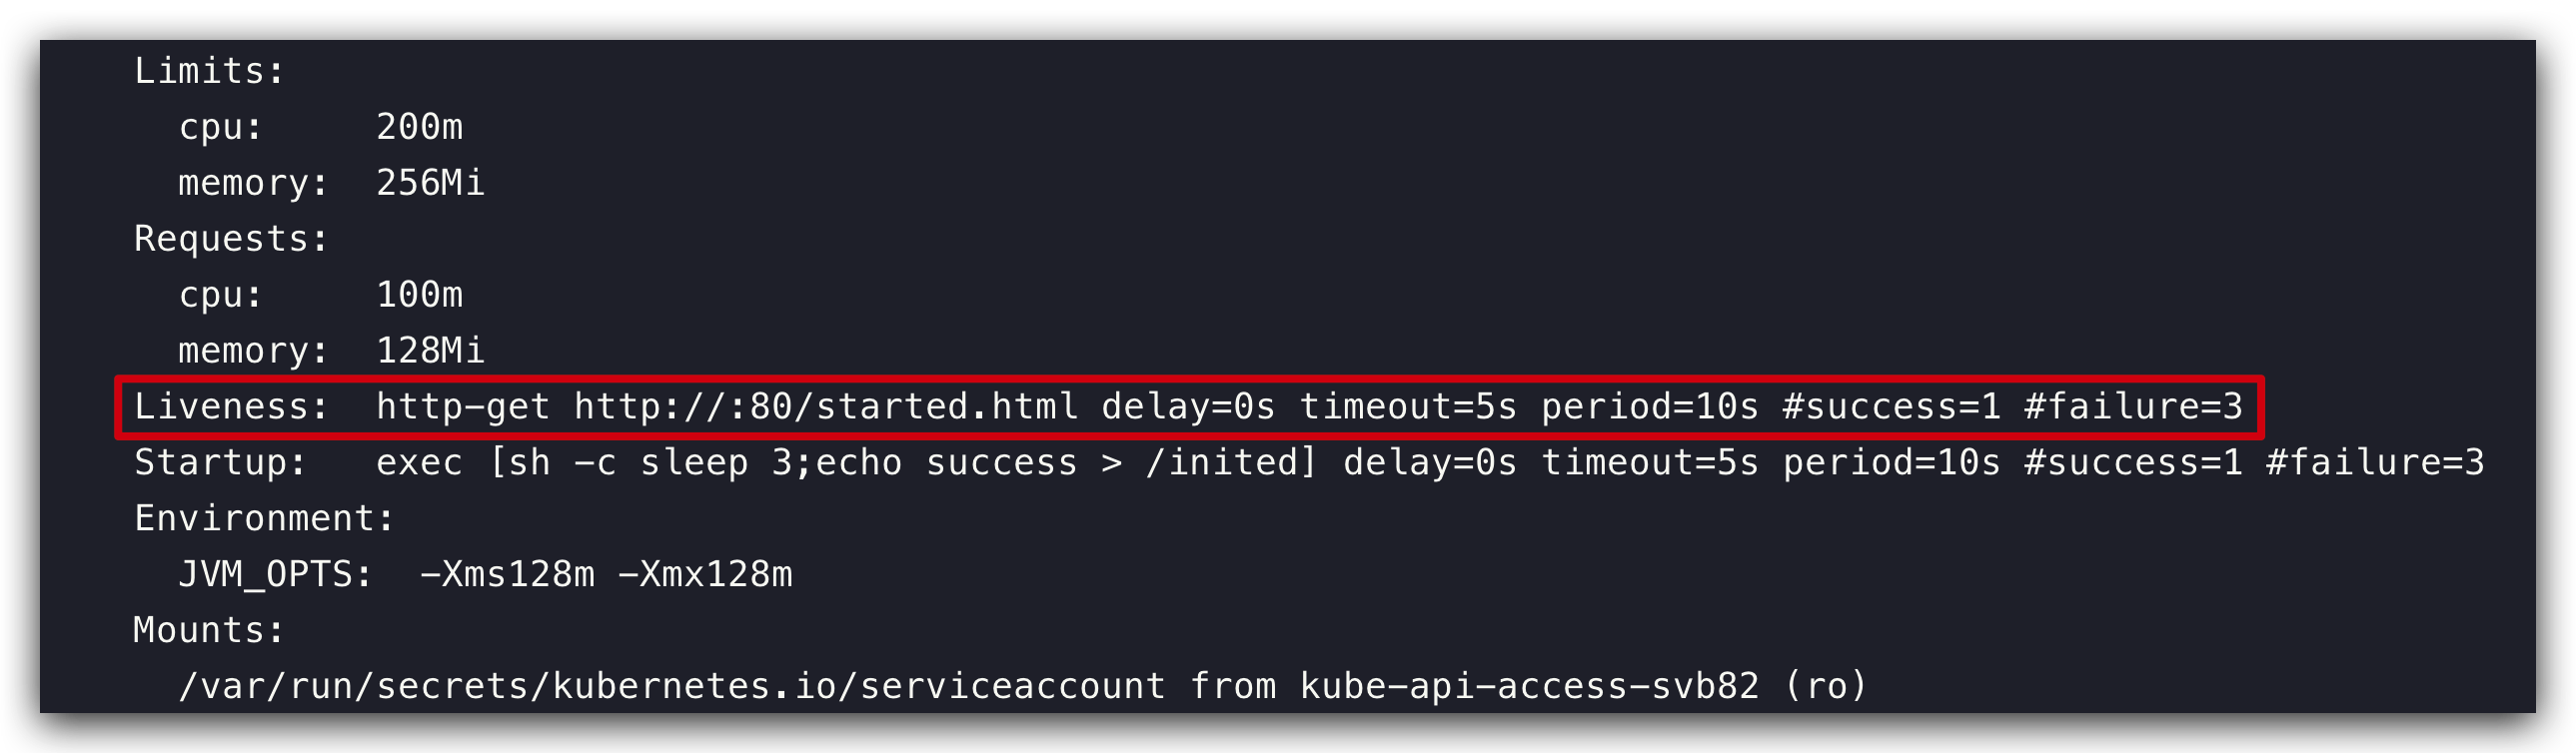 Limits:
cpu: 200m
memory: 256Mi
Requests:
cpu: 100m
memory: 128Mi
Liveness: http-get http://:80/started.html delay=0s timeout=5s period=10s #success=1 #failure=3
Startup: exec [sh -c sleep 3;echo success > /inited] delay=0s timeout=5s period=10s #success=1 #failure=3
Environment:
JVM_OPTS: -Xms128m -Xmx128m
Mounts:
/var/run/secrets/kubernetes.io/serviceaccount from kube-api-access-svb82 (ro)